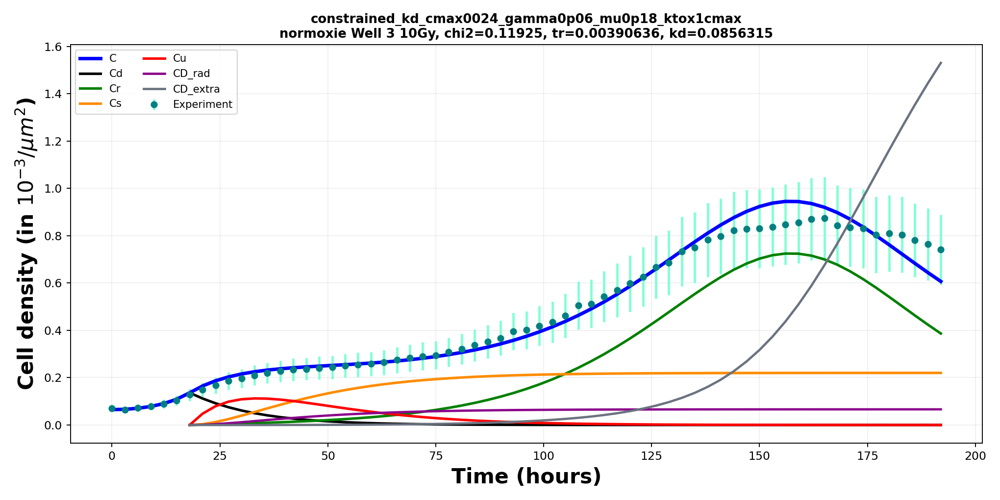 constrained_kd_cmax0024_gamma0p06_mu0p18_ktox1cmax
normoxie Well 3 10Gy, chi2=0.11925, tr=0.00390636, kd=0.0856315
Cell density (in 10⁻³/μm²)
1.6
1.4
1.2
1.0
0.8
0.6
0.4
0.2
0.0
C
Cd
Cr
Cs
Cu
CD_rad
CD_extra
Experiment
0 25 50 75 100 125 150 175 200
Time (hours)